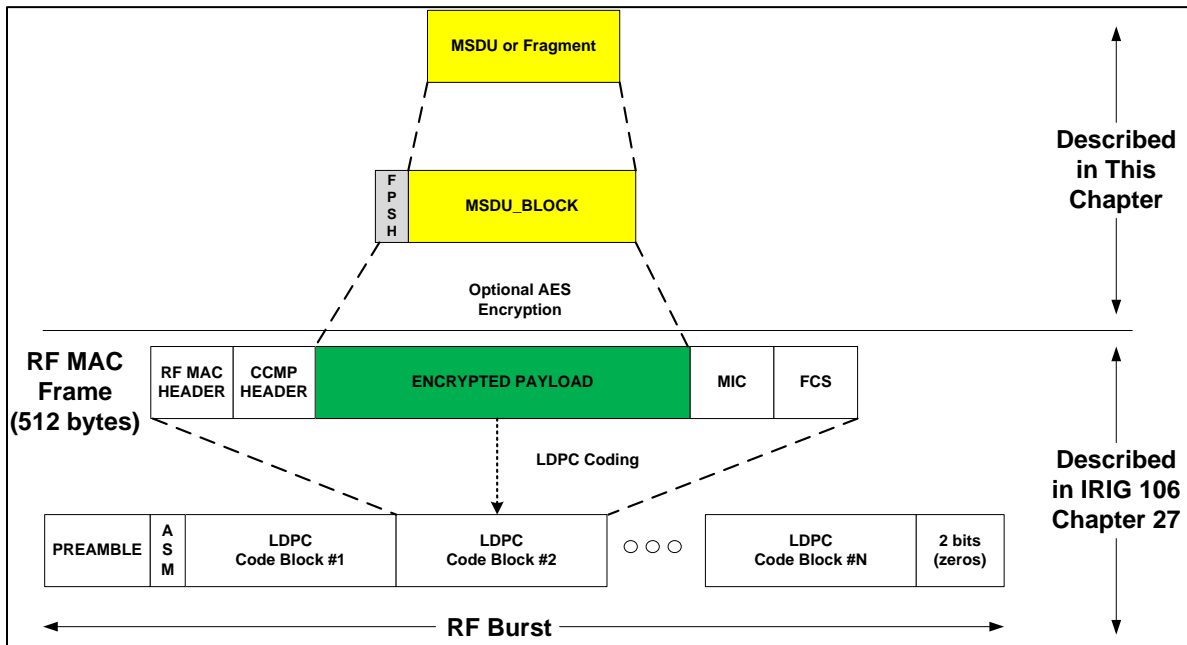 MSDU or Fragment
Described
in This
Chapter
F
P
S
H
MSDU_BLOCK
Optional AES
Encryption
RF MAC
Frame
(512 bytes)
RF MAC
HEADER
CCMP
HEADER
ENCRYPTED PAYLOAD
MIC
FCS
LDPC Coding
Described
in IRIG 106
Chapter 27
PREAMBLE
A
S
M
LDPC
Code Block #1
LDPC
Code Block #2
LDPC
Code Block #N
2 bits
(zeros)
RF Burst